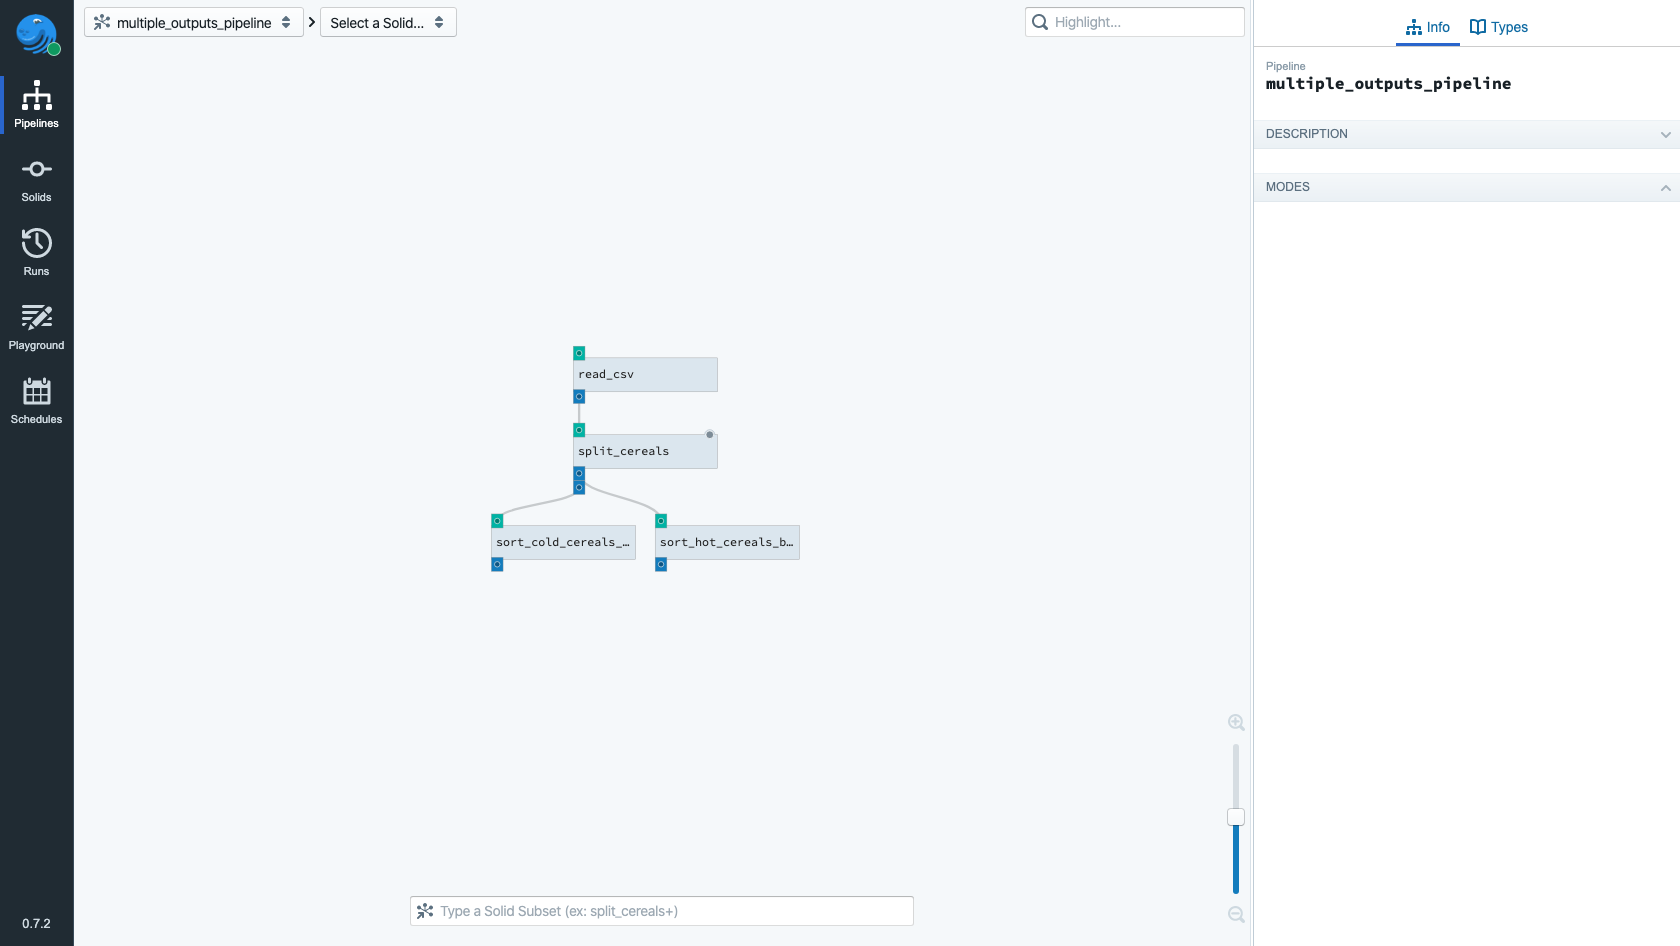 multiple_outputs_pipeline
Select a Solid...
Highlight...
Info
Types
Pipelines
Solids
Runs
Playground
Schedules
0.7.2
Pipeline
multiple_outputs_pipeline
DESCRIPTION
MODES
read_csv
split_cereals
sort_cold_cereals_…
sort_hot_cereals_b…
Type a Solid Subset (ex: split_cereals+)